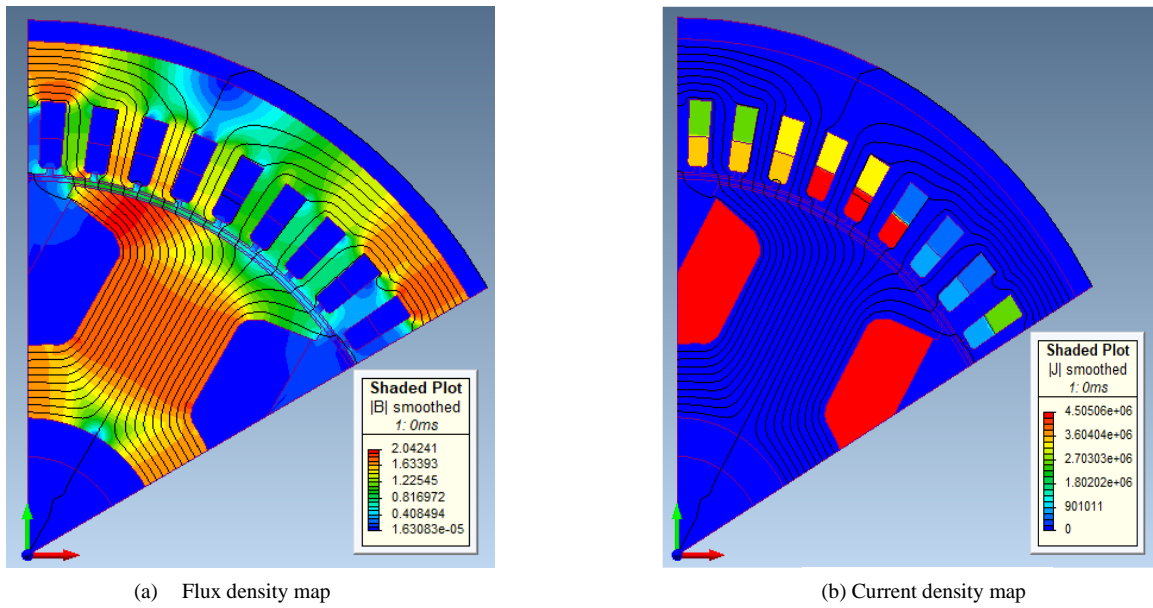 Shaded Plot
|B| smoothed
1: 0ms
2.04241
1.63393
1.22545
0.816972
0.408494
1.63083e-05
Shaded Plot
|J| smoothed
1: 0ms
4.50506e+06
3.60404e+06
2.70303e+06
1.80202e+06
901011
0
(a) Flux density map
(b) Current density map